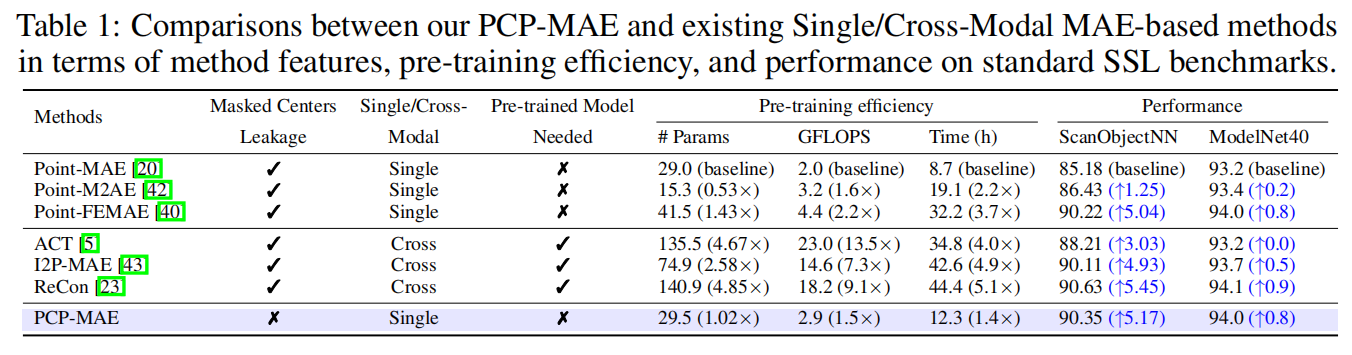 Table 1: Comparisons between our PCP-MAE and existing Single/Cross-Modal MAE-based methods
in terms of method features, pre-training efficiency, and performance on standard SSL benchmarks.
Methods Masked Centers Leakage Single/Cross-Modal Pre-trained Model Needed Pre-training efficiency Performance
# Params GFLOPS Time (h) ScanObjectNN ModelNet40
Point-MAE [20] ✓ Single ✗ 29.0 (baseline) 2.0 (baseline) 8.7 (baseline) 85.18 (baseline) 93.2 (baseline)
Point-M2AE [42] ✓ Single ✗ 15.3 (0.53×) 3.2 (1.6×) 19.1 (2.2×) 86.43 (↑1.25) 93.4 (↑0.2)
Point-FEMAE [40] ✓ Single ✗ 41.5 (1.43×) 4.4 (2.2×) 32.2 (3.7×) 90.22 (↑5.04) 94.0 (↑0.8)
ACT [5] ✓ Cross ✓ 135.5 (4.67×) 23.0 (13.5×) 34.8 (4.0×) 88.21 (↑3.03) 93.2 (↑0.0)
I2P-MAE [43] ✓ Cross ✓ 74.9 (2.58×) 14.6 (7.3×) 42.6 (4.9×) 90.11 (↑4.93) 93.7 (↑0.5)
ReCon [23] ✓ Cross ✓ 140.9 (4.85×) 18.2 (9.1×) 44.4 (5.1×) 90.63 (↑5.45) 94.1 (↑0.9)
PCP-MAE ✗ Single ✗ 29.5 (1.02×) 2.9 (1.5×) 12.3 (1.4×) 90.35 (↑5.17) 94.0 (↑0.8)